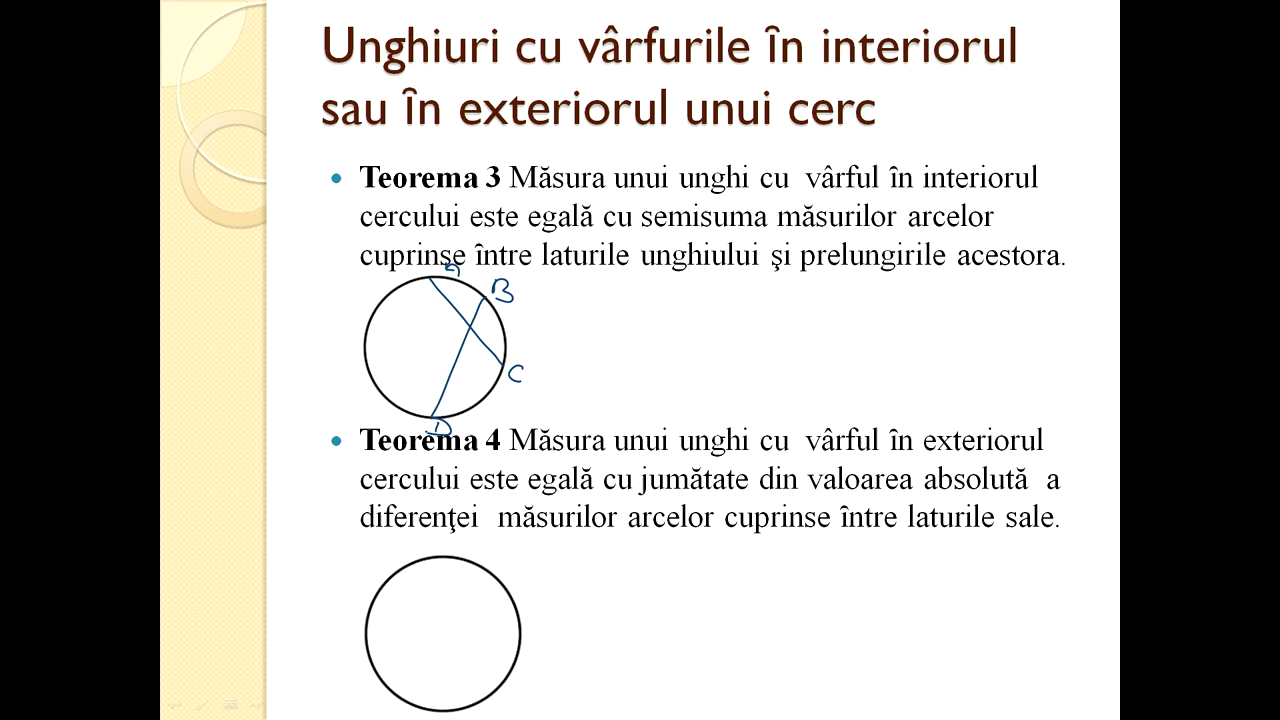 Unghiuri cu vârfurile în interiorul
sau în exteriorul unui cerc
Teorema 3 Măsura unui unghi cu vârful în interiorul
cercului este egală cu semisuma măsurilor arcelor
cuprinse între laturile unghiului şi prelungirile acestora.
B
C
D
Teorema 4 Măsura unui unghi cu vârful în exteriorul
cercului este egală cu jumătate din valoarea absolută a
diferenţei măsurilor arcelor cuprinse între laturile sale.